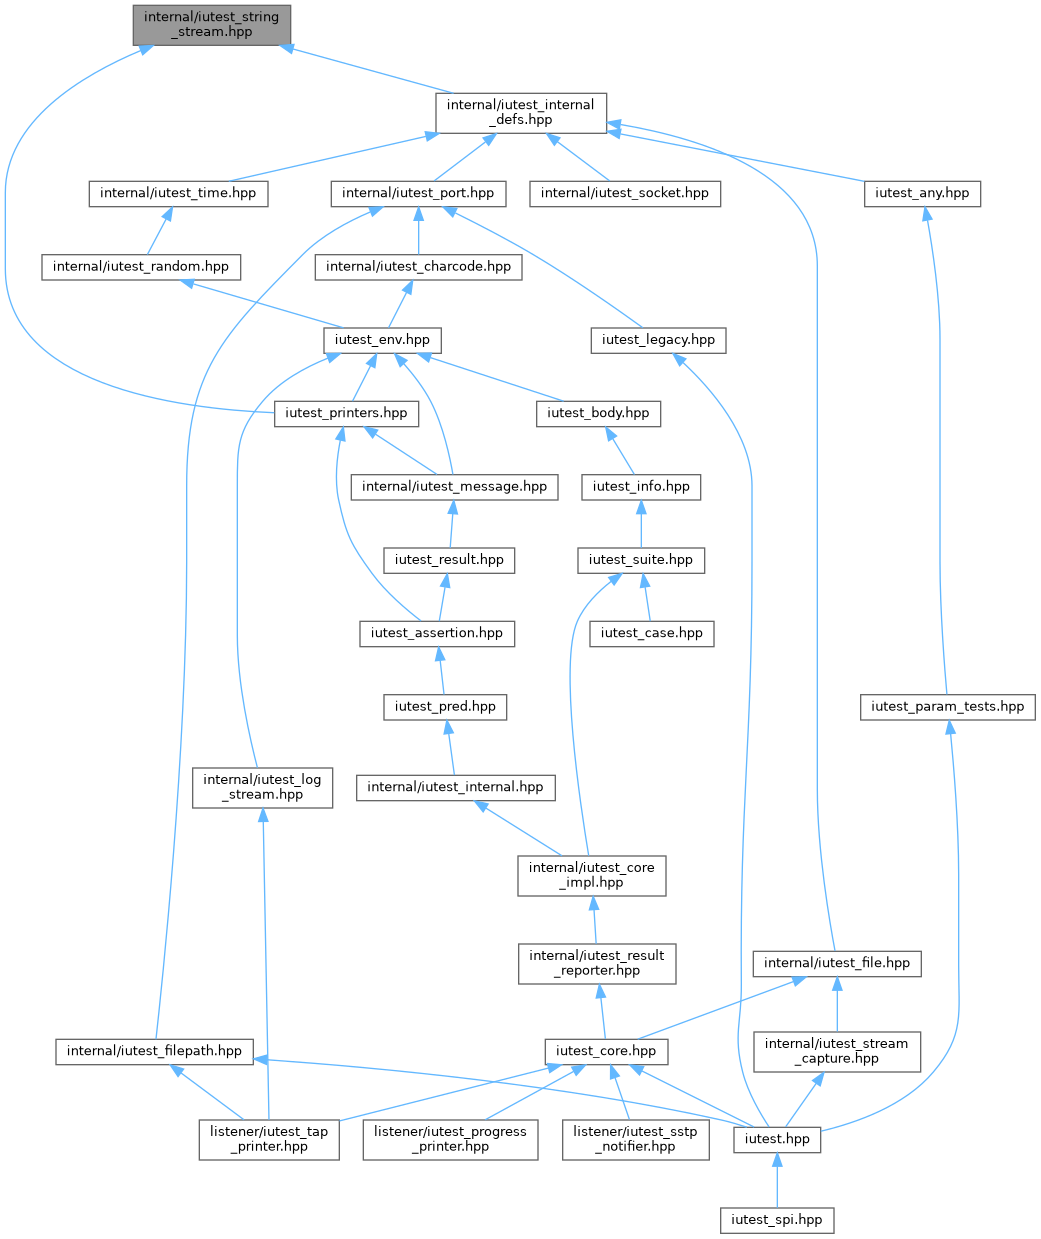 internal/iutest_string
_stream.hpp
internal/iutest_internal
_defs.hpp
internal/iutest_time.hpp
internal/iutest_port.hpp
internal/iutest_socket.hpp
iutest_any.hpp
internal/iutest_random.hpp
internal/iutest_charcode.hpp
iutest_env.hpp
iutest_legacy.hpp
iutest_printers.hpp
iutest_body.hpp
internal/iutest_message.hpp
iutest_info.hpp
iutest_result.hpp
iutest_suite.hpp
iutest_assertion.hpp
iutest_case.hpp
iutest_pred.hpp
iutest_param_tests.hpp
internal/iutest_log
_stream.hpp
internal/iutest_internal.hpp
internal/iutest_core
_impl.hpp
internal/iutest_result
_reporter.hpp
internal/iutest_file.hpp
internal/iutest_filepath.hpp
iutest_core.hpp
internal/iutest_stream
_capture.hpp
listener/iutest_tap
_printer.hpp
listener/iutest_progress
_printer.hpp
listener/iutest_sstp
_notifier.hpp
iutest.hpp
iutest_spi.hpp